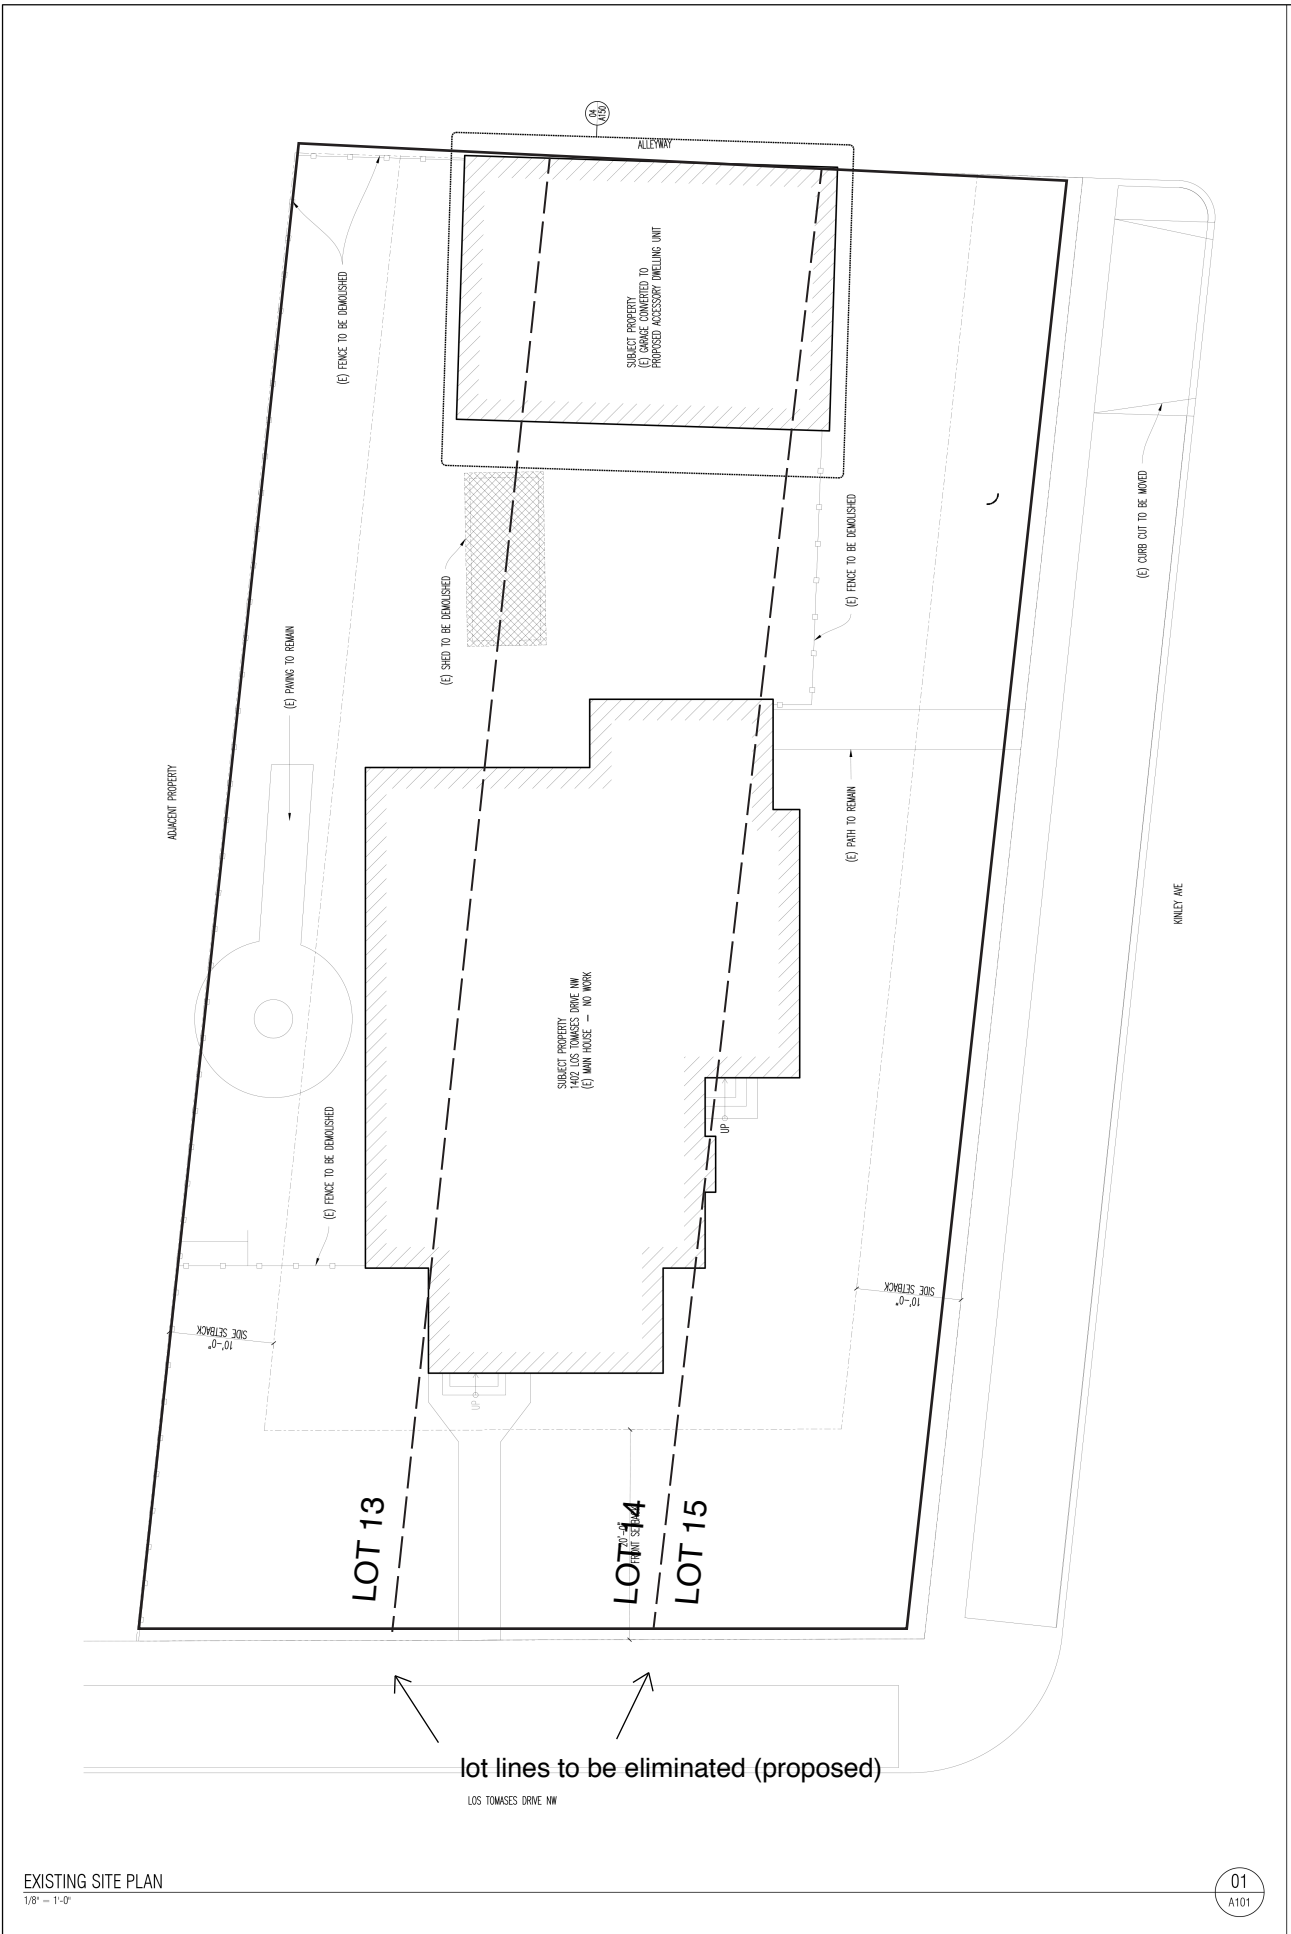 04
A150
ALLEYWAY
(E) FENCE TO BE DEMOLISHED
SUBJECT PROPERTY
(E) GARAGE CONVERTED TO
PROPOSED ACCESSORY DWELLING UNIT
(E) CURB CUT TO BE MOVED
(E) SHED TO BE DEMOLISHED
(E) FENCE TO BE DEMOLISHED
(E) PAVING TO REMAIN
ADJACENT PROPERTY
(E) PATH TO REMAIN
KINLEY AVE
SUBJECT PROPERTY
1402 LOS TOMASES DRIVE NW
(E) MAIN HOUSE – NO WORK
UP
(E) FENCE TO BE DEMOLISHED
10'-0"
SIDE SETBACK
10'-0"
SIDE SETBACK
UP
LOT 13
LOT 14
20'-0"
FRONT SETBACK
LOT 15
lot lines to be eliminated (proposed)
LOS TOMASES DRIVE NW
EXISTING SITE PLAN
1/8" = 1'-0"
01
A101